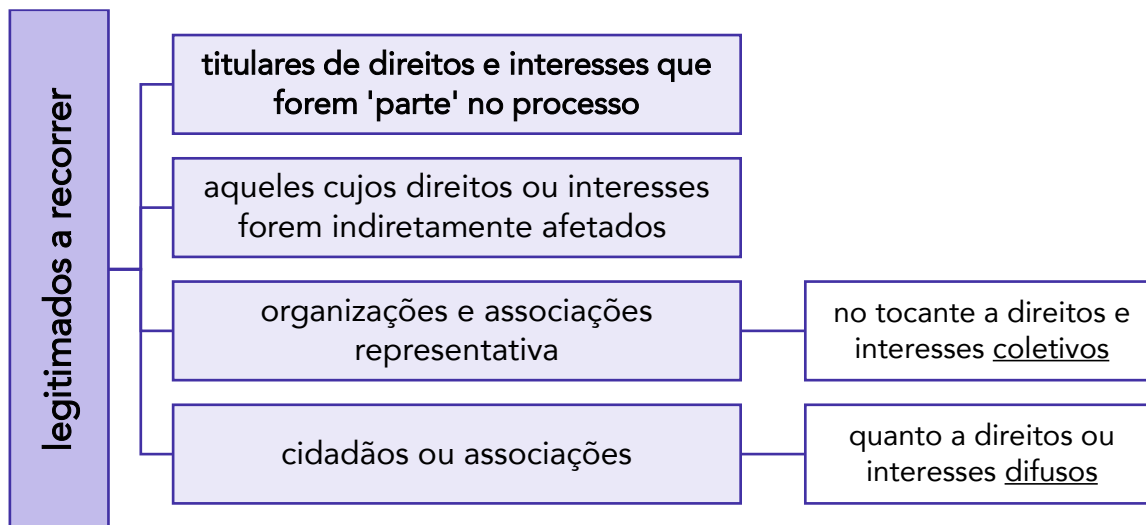 legitimados a recorrer
titulares de direitos e interesses que
forem 'parte' no processo
aqueles cujos direitos ou interesses
forem indiretamente afetados
organizações e associações
representativa
no tocante a direitos e
interesses coletivos
cidadãos ou associações
quanto a direitos ou
interesses difusos